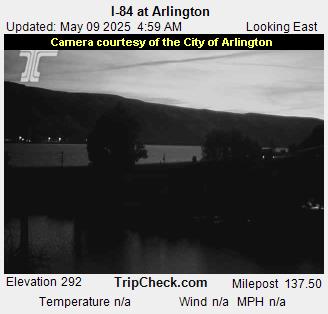 I-84 at Arlington
Updated: May 09 2025 4:59 AM Looking East
Camera courtesy of the City of Arlington
Elevation 292 TripCheck.com Milepost 137.50
Temperature n/a Wind n/a MPH n/a